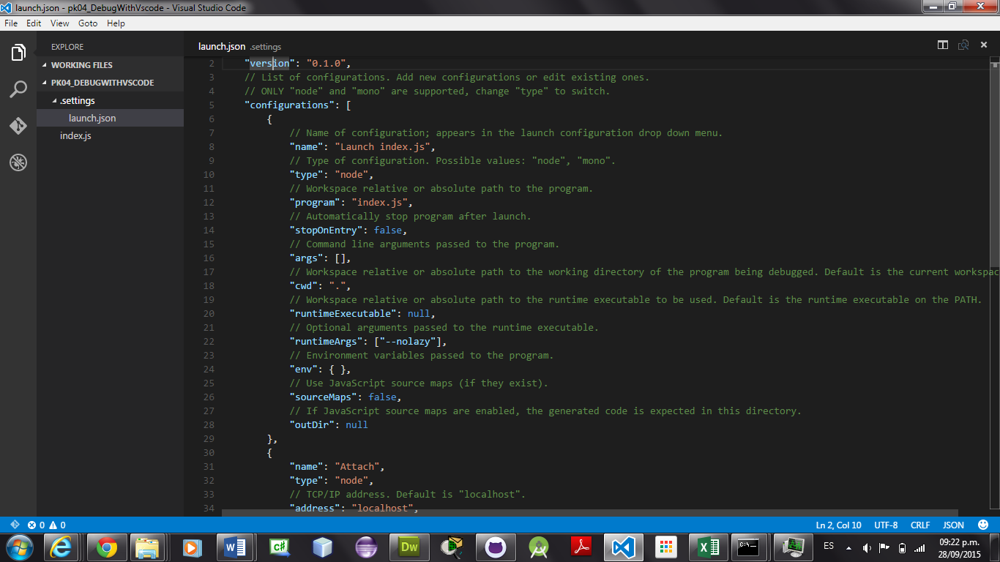 launch.json - pk04_DebugWithVscode - Visual Studio Code
File Edit View Goto Help
EXPLORE
WORKING FILES
PK04_DEBUGWITHVSCODE
.settings
launch.json
index.js
launch.json .settings
2 "version": "0.1.0",
3 // List of configurations. Add new configurations or edit existing ones.
4 // ONLY "node" and "mono" are supported, change "type" to switch.
5 "configurations": [
6 {
7 // Name of configuration; appears in the launch configuration drop down menu.
8 "name": "Launch index.js",
9 // Type of configuration. Possible values: "node", "mono".
10 "type": "node",
11 // Workspace relative or absolute path to the program.
12 "program": "index.js",
13 // Automatically stop program after launch.
14 "stopOnEntry": false,
15 // Command line arguments passed to the program.
16 "args": [],
17 // Workspace relative or absolute path to the working directory of the program being debugged. Default is the current workspac
18 "cwd": ".",
19 // Workspace relative or absolute path to the runtime executable to be used. Default is the runtime executable on the PATH.
20 "runtimeExecutable": null,
21 // Optional arguments passed to the runtime executable.
22 "runtimeArgs": ["--nolazy"],
23 // Environment variables passed to the program.
24 "env": { },
25 // Use JavaScript source maps (if they exist).
26 "sourceMaps": false,
27 // If JavaScript source maps are enabled, the generated code is expected in this directory.
28 "outDir": null
29 },
30 {
31 "name": "Attach",
32 "type": "node",
33 // TCP/IP address. Default is "localhost".
34 "address": "localhost",
0 0
Ln 2, Col 10 UTF-8 CRLF JSON
W
C#
Dw
X
C:\_
ES
09:22 p.m.
28/09/2015